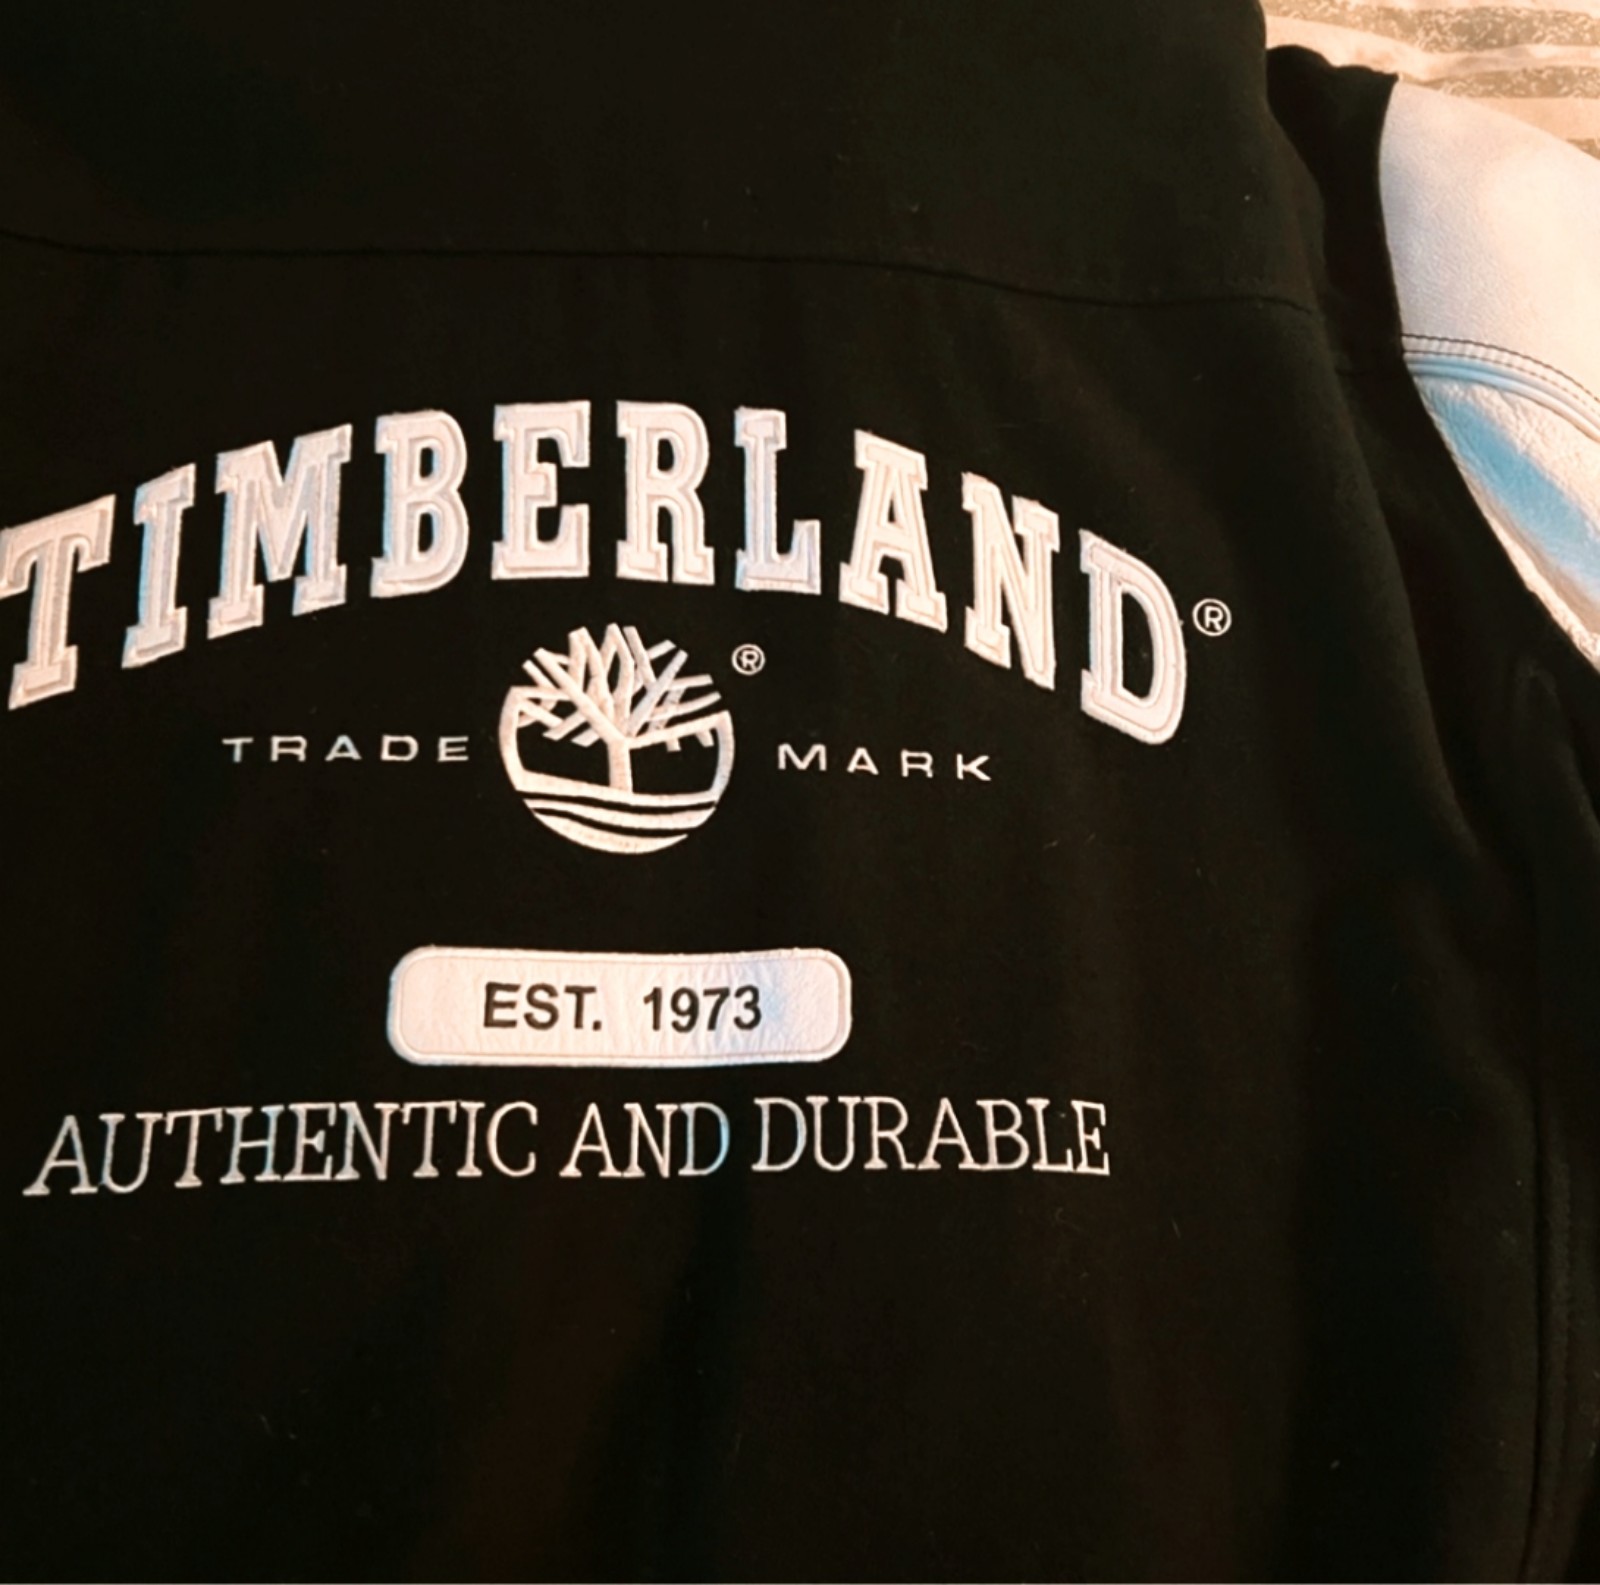 TIMBERLAND®
®
TRADE MARK
EST. 1973
AUTHENTIC AND DURABLE